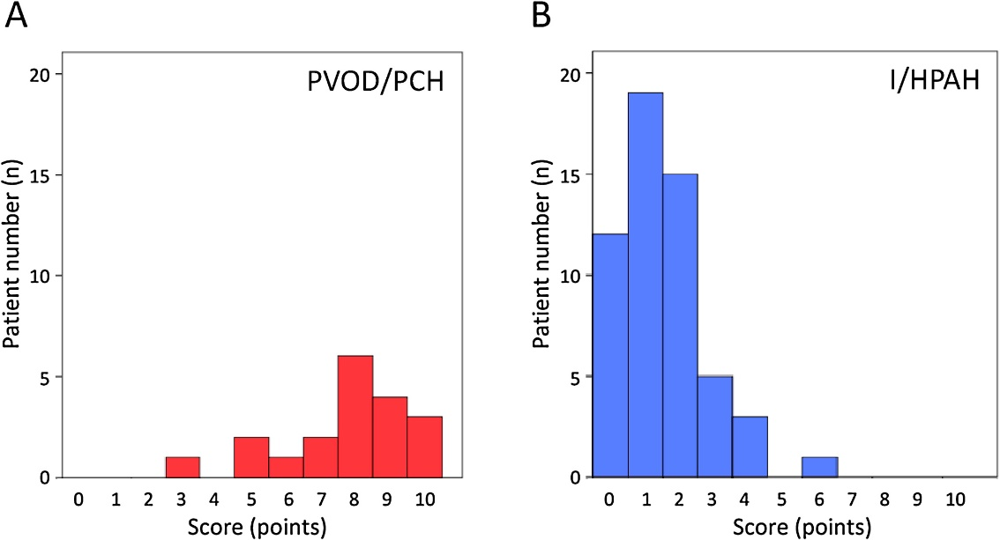 A
PVOD/PCH
Patient number (n)
20
15
10
5
0
0 1 2 3 4 5 6 7 8 9 10
Score (points)
B
I/HPAH
Patient number (n)
20
15
10
5
0
0 1 2 3 4 5 6 7 8 9 10
Score (points)